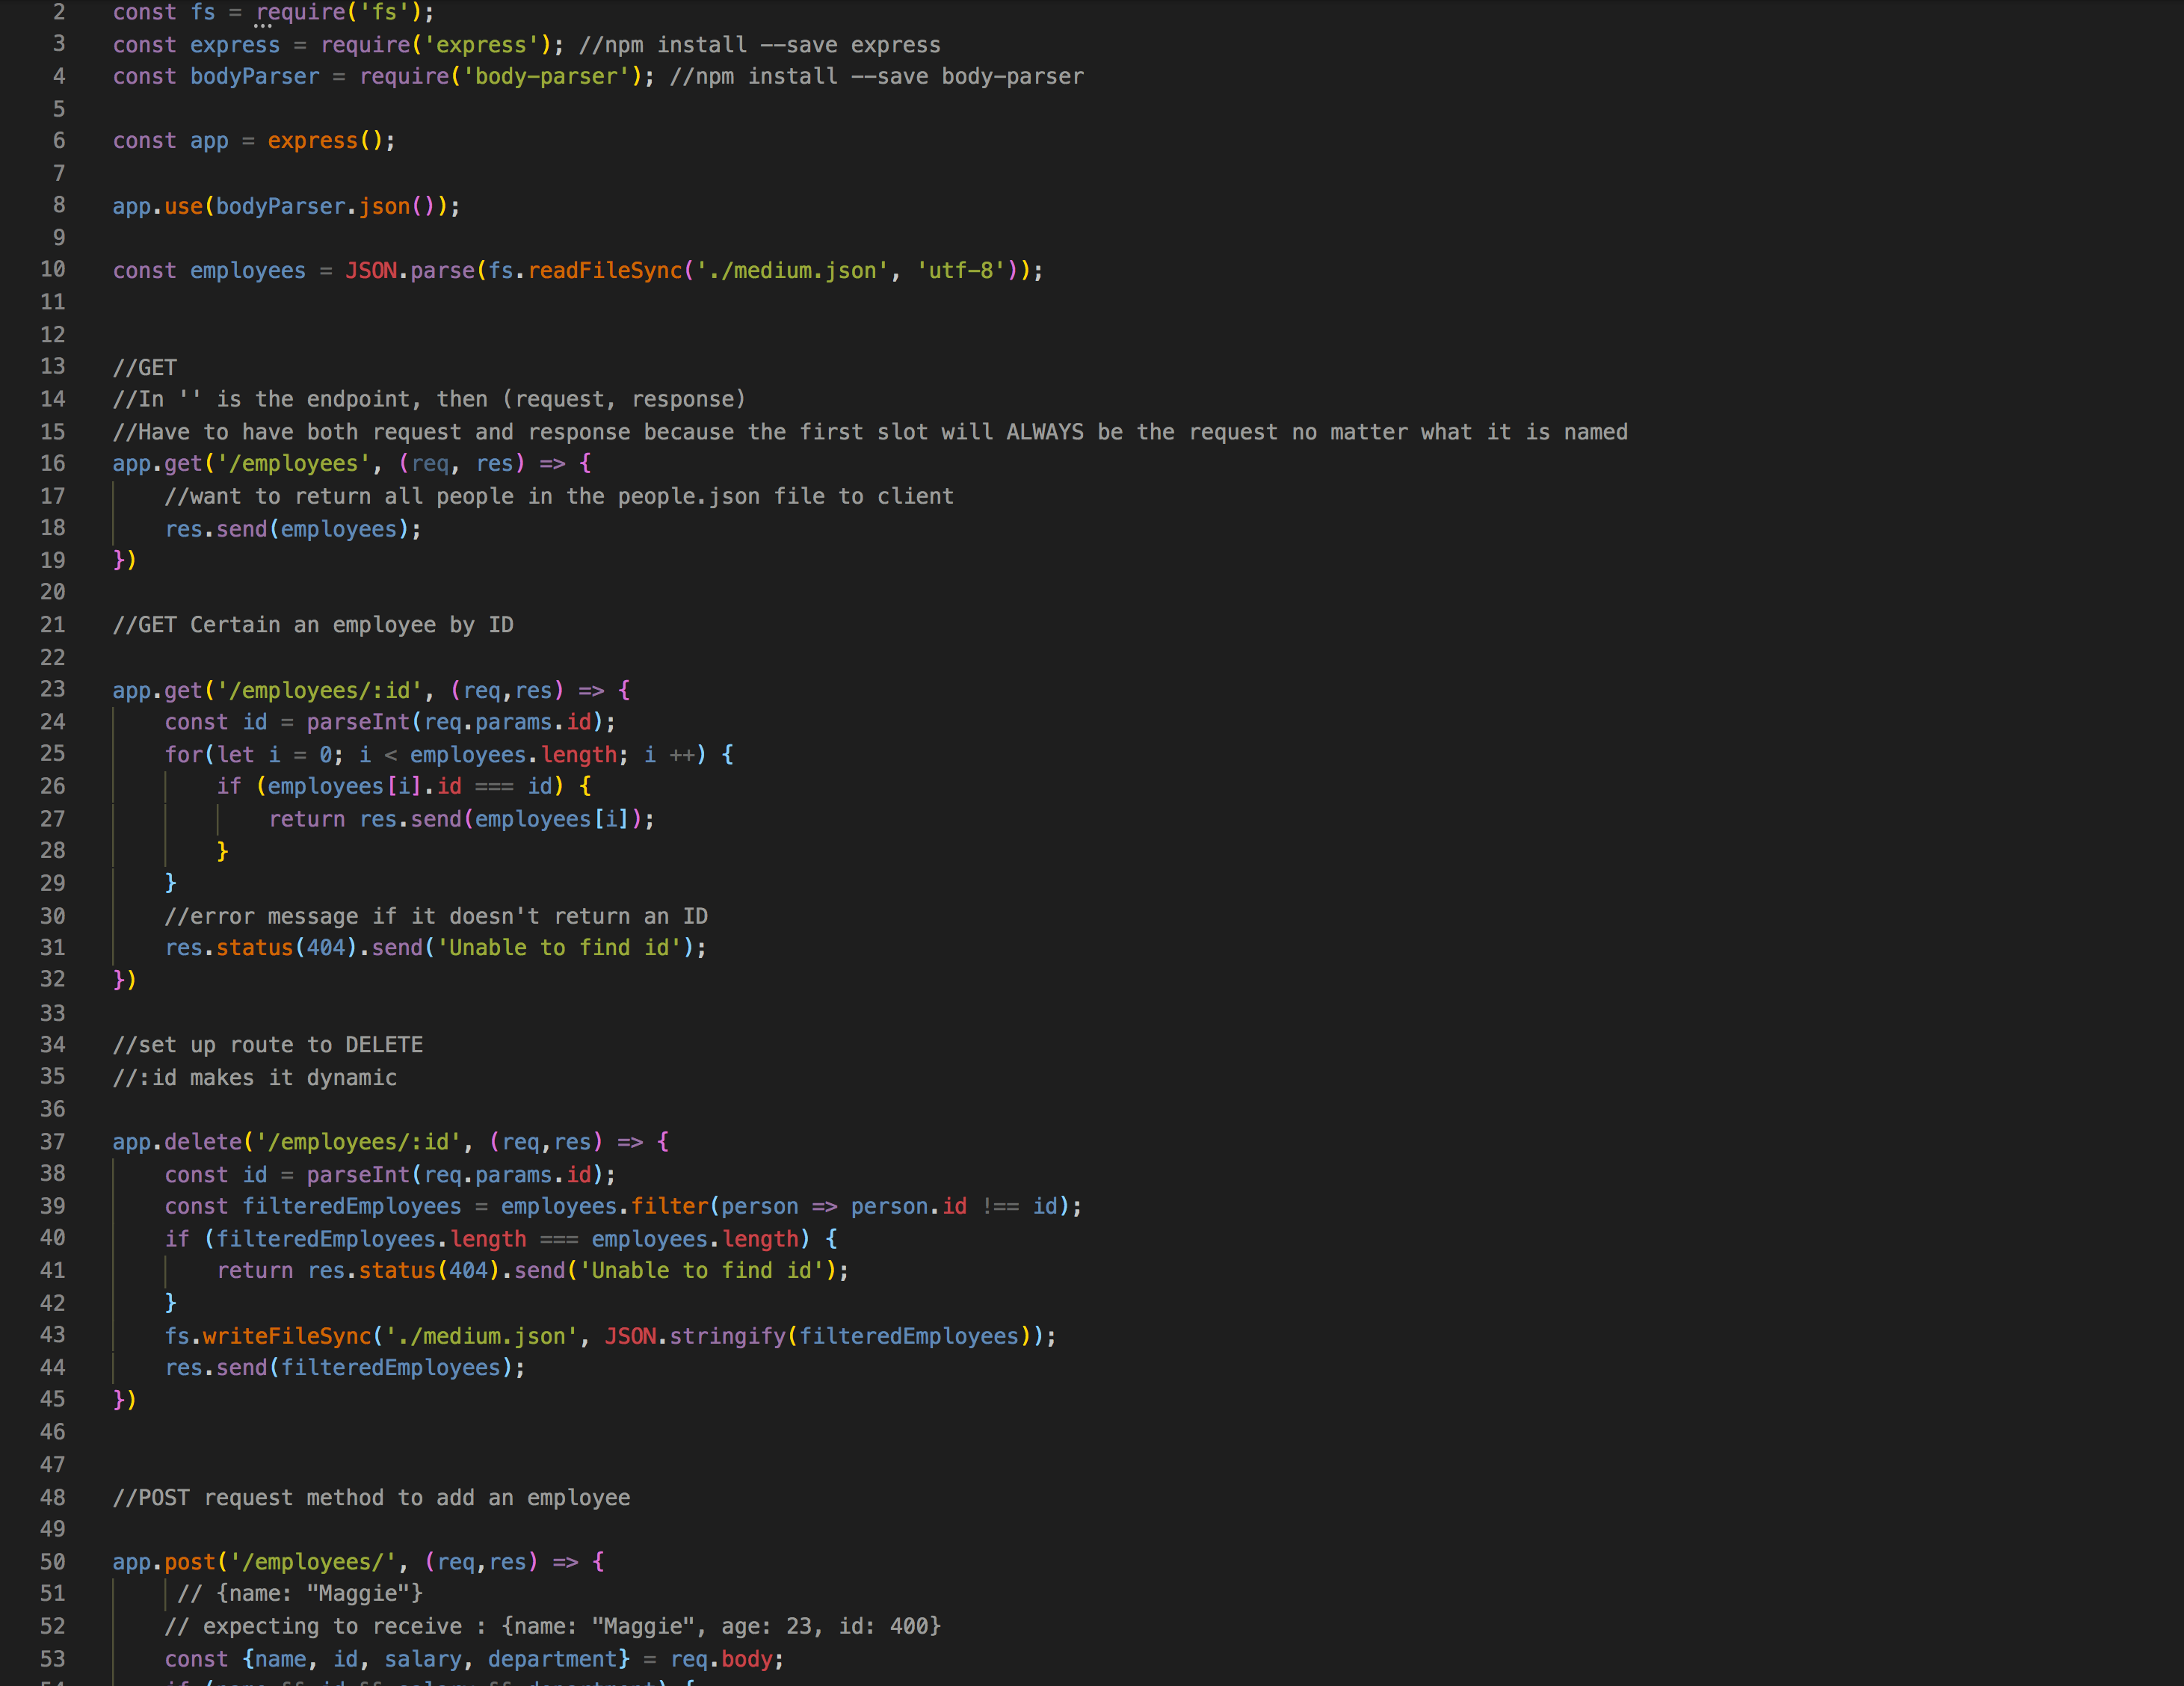 2 const fs = require('fs');
3 const express = require('express'); //npm install --save express
4 const bodyParser = require('body-parser'); //npm install --save body-parser
5
6 const app = express();
7
8 app.use(bodyParser.json());
9
10 const employees = JSON.parse(fs.readFileSync('./medium.json', 'utf-8'));
11
12
13 //GET
14 //In '' is the endpoint, then (request, response)
15 //Have to have both request and response because the first slot will ALWAYS be the request no matter what it is named
16 app.get('/employees', (req, res) => {
17 //want to return all people in the people.json file to client
18 res.send(employees);
19 })
20
21 //GET Certain an employee by ID
22
23 app.get('/employees/:id', (req,res) => {
24 const id = parseInt(req.params.id);
25 for(let i = 0; i < employees.length; i ++) {
26 if (employees[i].id === id) {
27 return res.send(employees[i]);
28 }
29 }
30 //error message if it doesn't return an ID
31 res.status(404).send('Unable to find id');
32 })
33
34 //set up route to DELETE
35 //:id makes it dynamic
36
37 app.delete('/employees/:id', (req,res) => {
38 const id = parseInt(req.params.id);
39 const filteredEmployees = employees.filter(person => person.id !== id);
40 if (filteredEmployees.length === employees.length) {
41 return res.status(404).send('Unable to find id');
42 }
43 fs.writeFileSync('./medium.json', JSON.stringify(filteredEmployees));
44 res.send(filteredEmployees);
45 })
46
47
48 //POST request method to add an employee
49
50 app.post('/employees/', (req,res) => {
51 // {name: "Maggie"}
52 // expecting to receive : {name: "Maggie", age: 23, id: 400}
53 const {name, id, salary, department} = req.body;